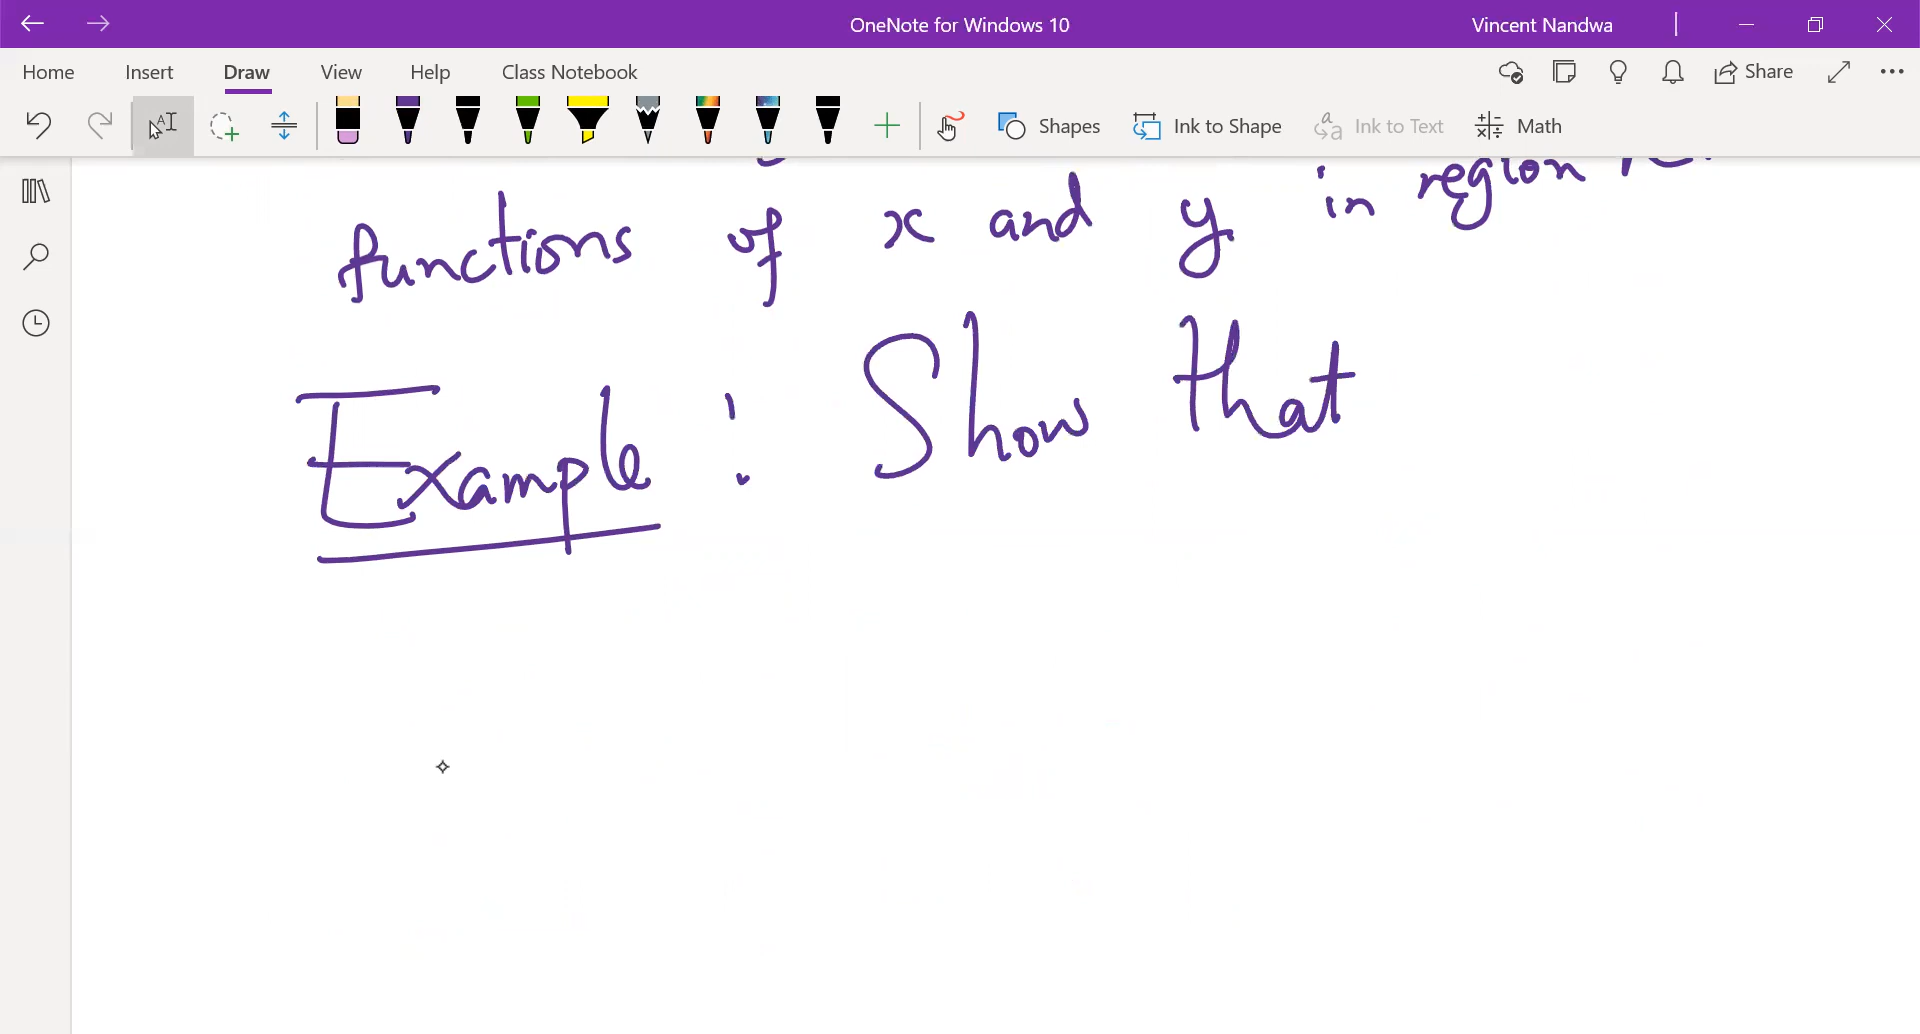 OneNote for Windows 10
Vincent Nandwa
Home Insert Draw View Help Class Notebook
Share
Shapes Ink to Shape Ink to Text Math
functions of x and y in region
Example : Show that